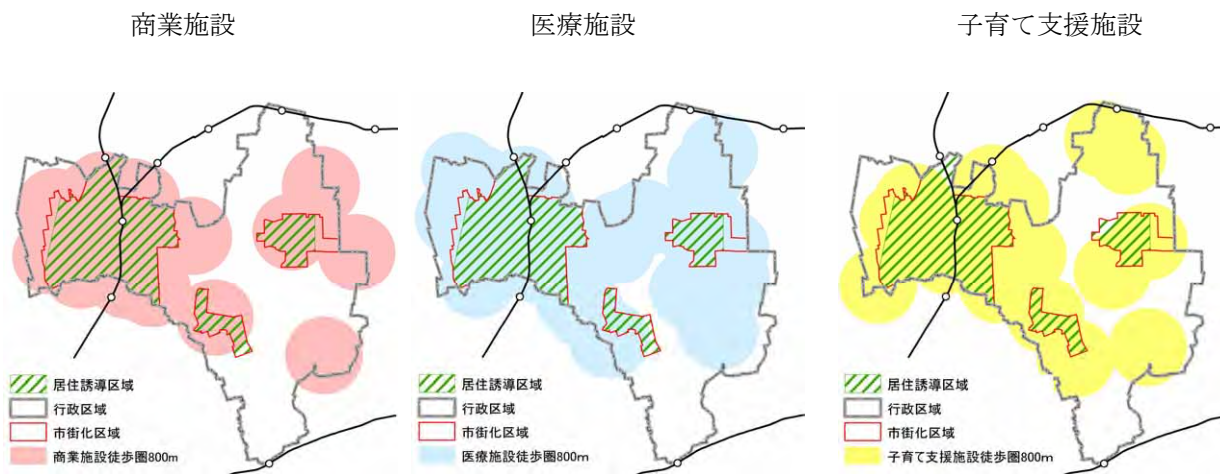 商業施設
医療施設
子育て支援施設
居住誘導区域
行政区域
市街化区域
商業施設徒歩圏800m
居住誘導区域
行政区域
市街化区域
医療施設徒歩圏800m
居住誘導区域
行政区域
市街化区域
子育て支援施設徒歩圏800m